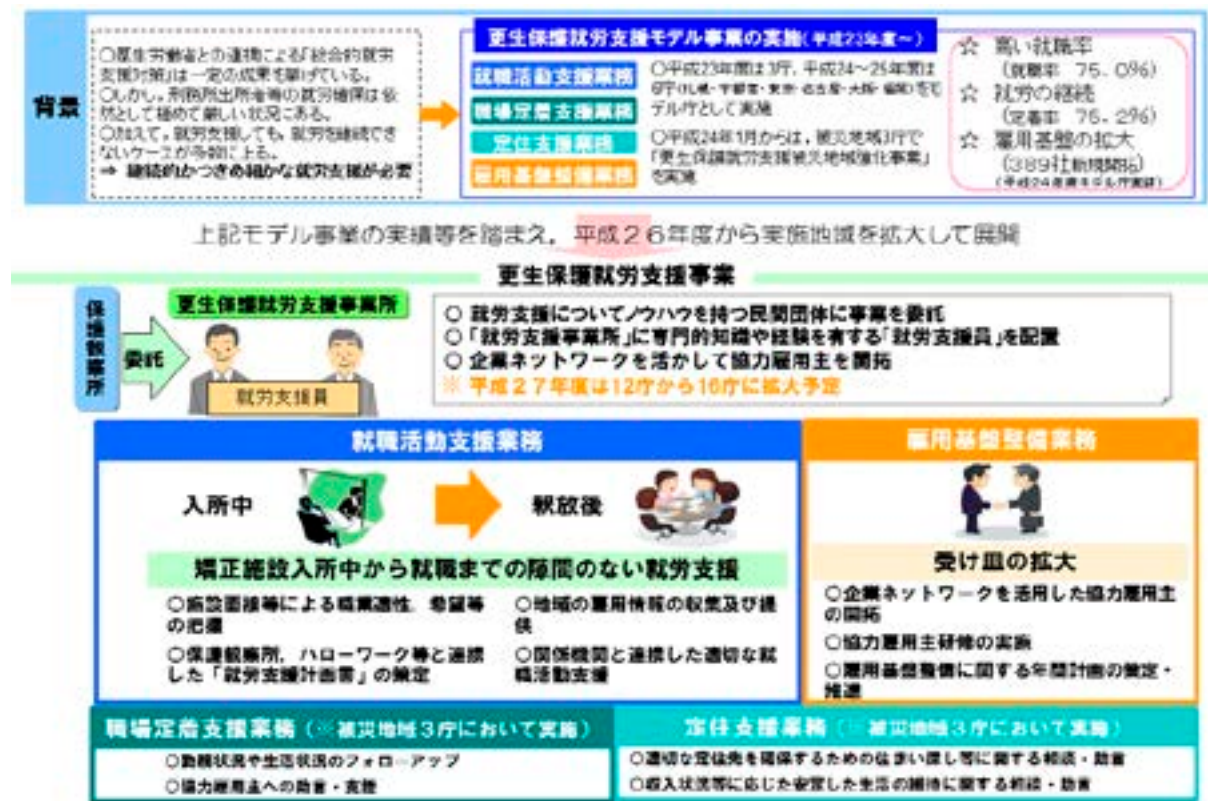 背景
○厚生労働省との連携による「総合的就労
支援対策」は一定の成果を挙げている。
○しかし、刑務所出所者等の就労確保は依
然として極めて厳しい状況にある。
○加えて、就労支援しても、就労を継続でき
ないケースが多数に上る。
⇒ 継続的かつきめ細かな就労支援が必要
更生保護就労支援モデル事業の実施(平成23年度~)
就職活動支援業務
職場定着支援業務
定住支援業務
雇用基盤整備業務
○平成23年度は3庁、平成24~25年度は
6庁(札幌・宇都宮・東京・名古屋・大阪・福岡)をモ
デル庁として実施
○平成24年1月からは、被災地域3庁で
「更生保護就労支援被災地域強化事業」
を実施
☆ 高い就職率
(就職率 75.0%)
☆ 就労の継続
(定着率 75.2%)
☆ 雇用基盤の拡大
(389社新規開拓)
(平成24年度モデル庁実績)
上記モデル事業の実績等を踏まえ、平成26年度から実施地域を拡大して展開
更生保護就労支援事業
保護観察所
委託
更生保護就労支援事業所
就労支援員
○ 就労支援についてノウハウを持つ民間団体に事業を委託
○「就労支援事業所」に専門的知識や経験を有する「就労支援員」を配置
○ 企業ネットワークを活かして協力雇用主を開拓
※ 平成27年度は12庁から16庁に拡大予定
就職活動支援業務
入所中
釈放後
矯正施設入所中から就職までの隙間のない就労支援
○施設面接等による職業適性、希望等
の把握
○保護観察所、ハローワーク等と連携
した「就労支援計画書」の策定
○地域の雇用情報の収集及び提
供
○関係機関と連携した適切な就
職活動支援
雇用基盤整備業務
受け皿の拡大
○企業ネットワークを活用した協力雇用主
の開拓
○協力雇用主研修の実施
○雇用基盤整備に関する年間計画の策定・
推進
職場定着支援業務(※被災地域3庁において実施)
○勤務状況や生活状況のフォローアップ
○協力雇用主への助言・支援
定住支援業務(※被災地域3庁において実施)
○適切な定住先を確保するための住まい探し等に関する相談・助言
○収入状況等に応じた安定した生活の維持に関する相談・助言